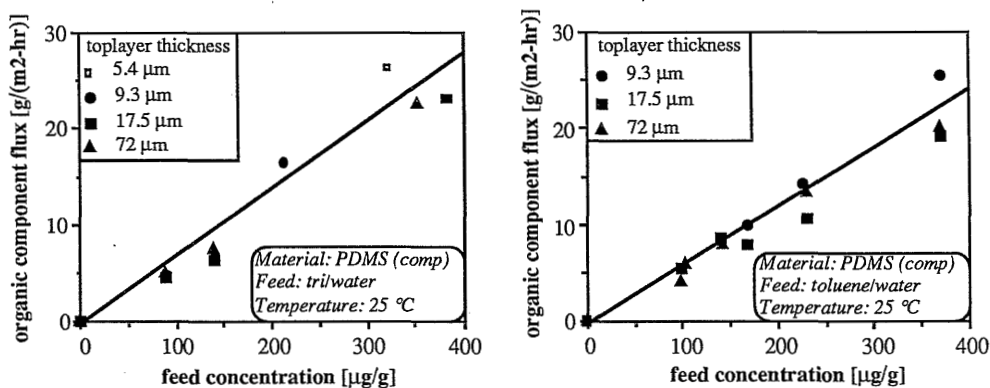 organic component flux [g/(m2-hr)]
30
20
10
0
toplayer thickness
5.4 µm
9.3 µm
17.5 µm
72 µm
Material: PDMS (comp)
Feed: tri/water
Temperature: 25 °C
0 100 200 300 400
feed concentration [µg/g]
organic component flux [g/(m2-hr)]
30
20
10
0
toplayer thickness
9.3 µm
17.5 µm
72 µm
Material: PDMS (comp)
Feed: toluene/water
Temperature: 25 °C
0 100 200 300 400
feed concentration [µg/g]